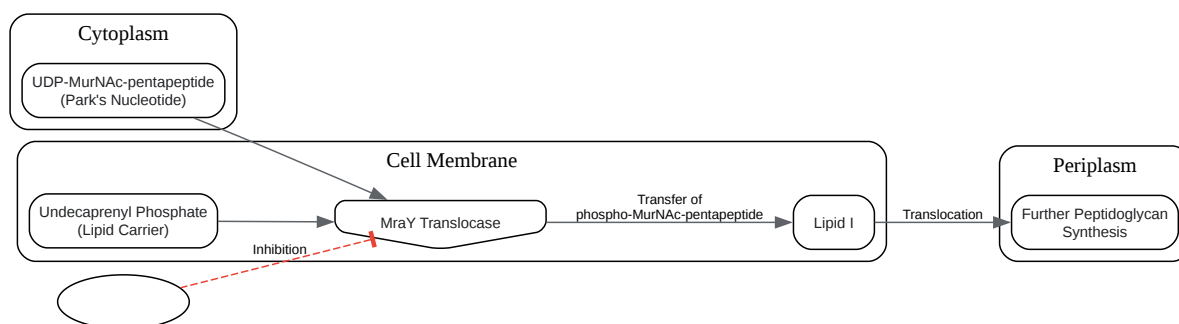 Cytoplasm
UDP-MurNAc-pentapeptide
(Park's Nucleotide)
Cell Membrane
Undecaprenyl Phosphate
(Lipid Carrier)
MraY Translocase
Transfer of
phospho-MurNAc-pentapeptide
Lipid I
Translocation
Periplasm
Further Peptidoglycan
Synthesis
Inhibition